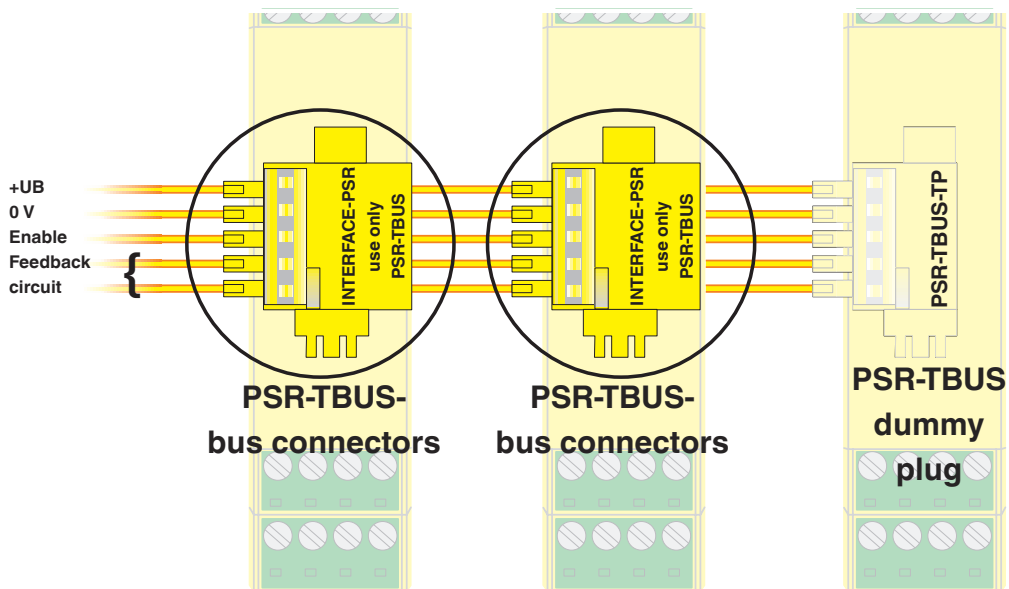 +UB
0 V
Enable
Feedback
circuit
{
INTERFACE-PSR
use only
PSR-TBUS
INTERFACE-PSR
use only
PSR-TBUS
PSR-TBUS-TP
PSR-TBUS-
bus connectors
PSR-TBUS-
bus connectors
PSR-TBUS
dummy
plug